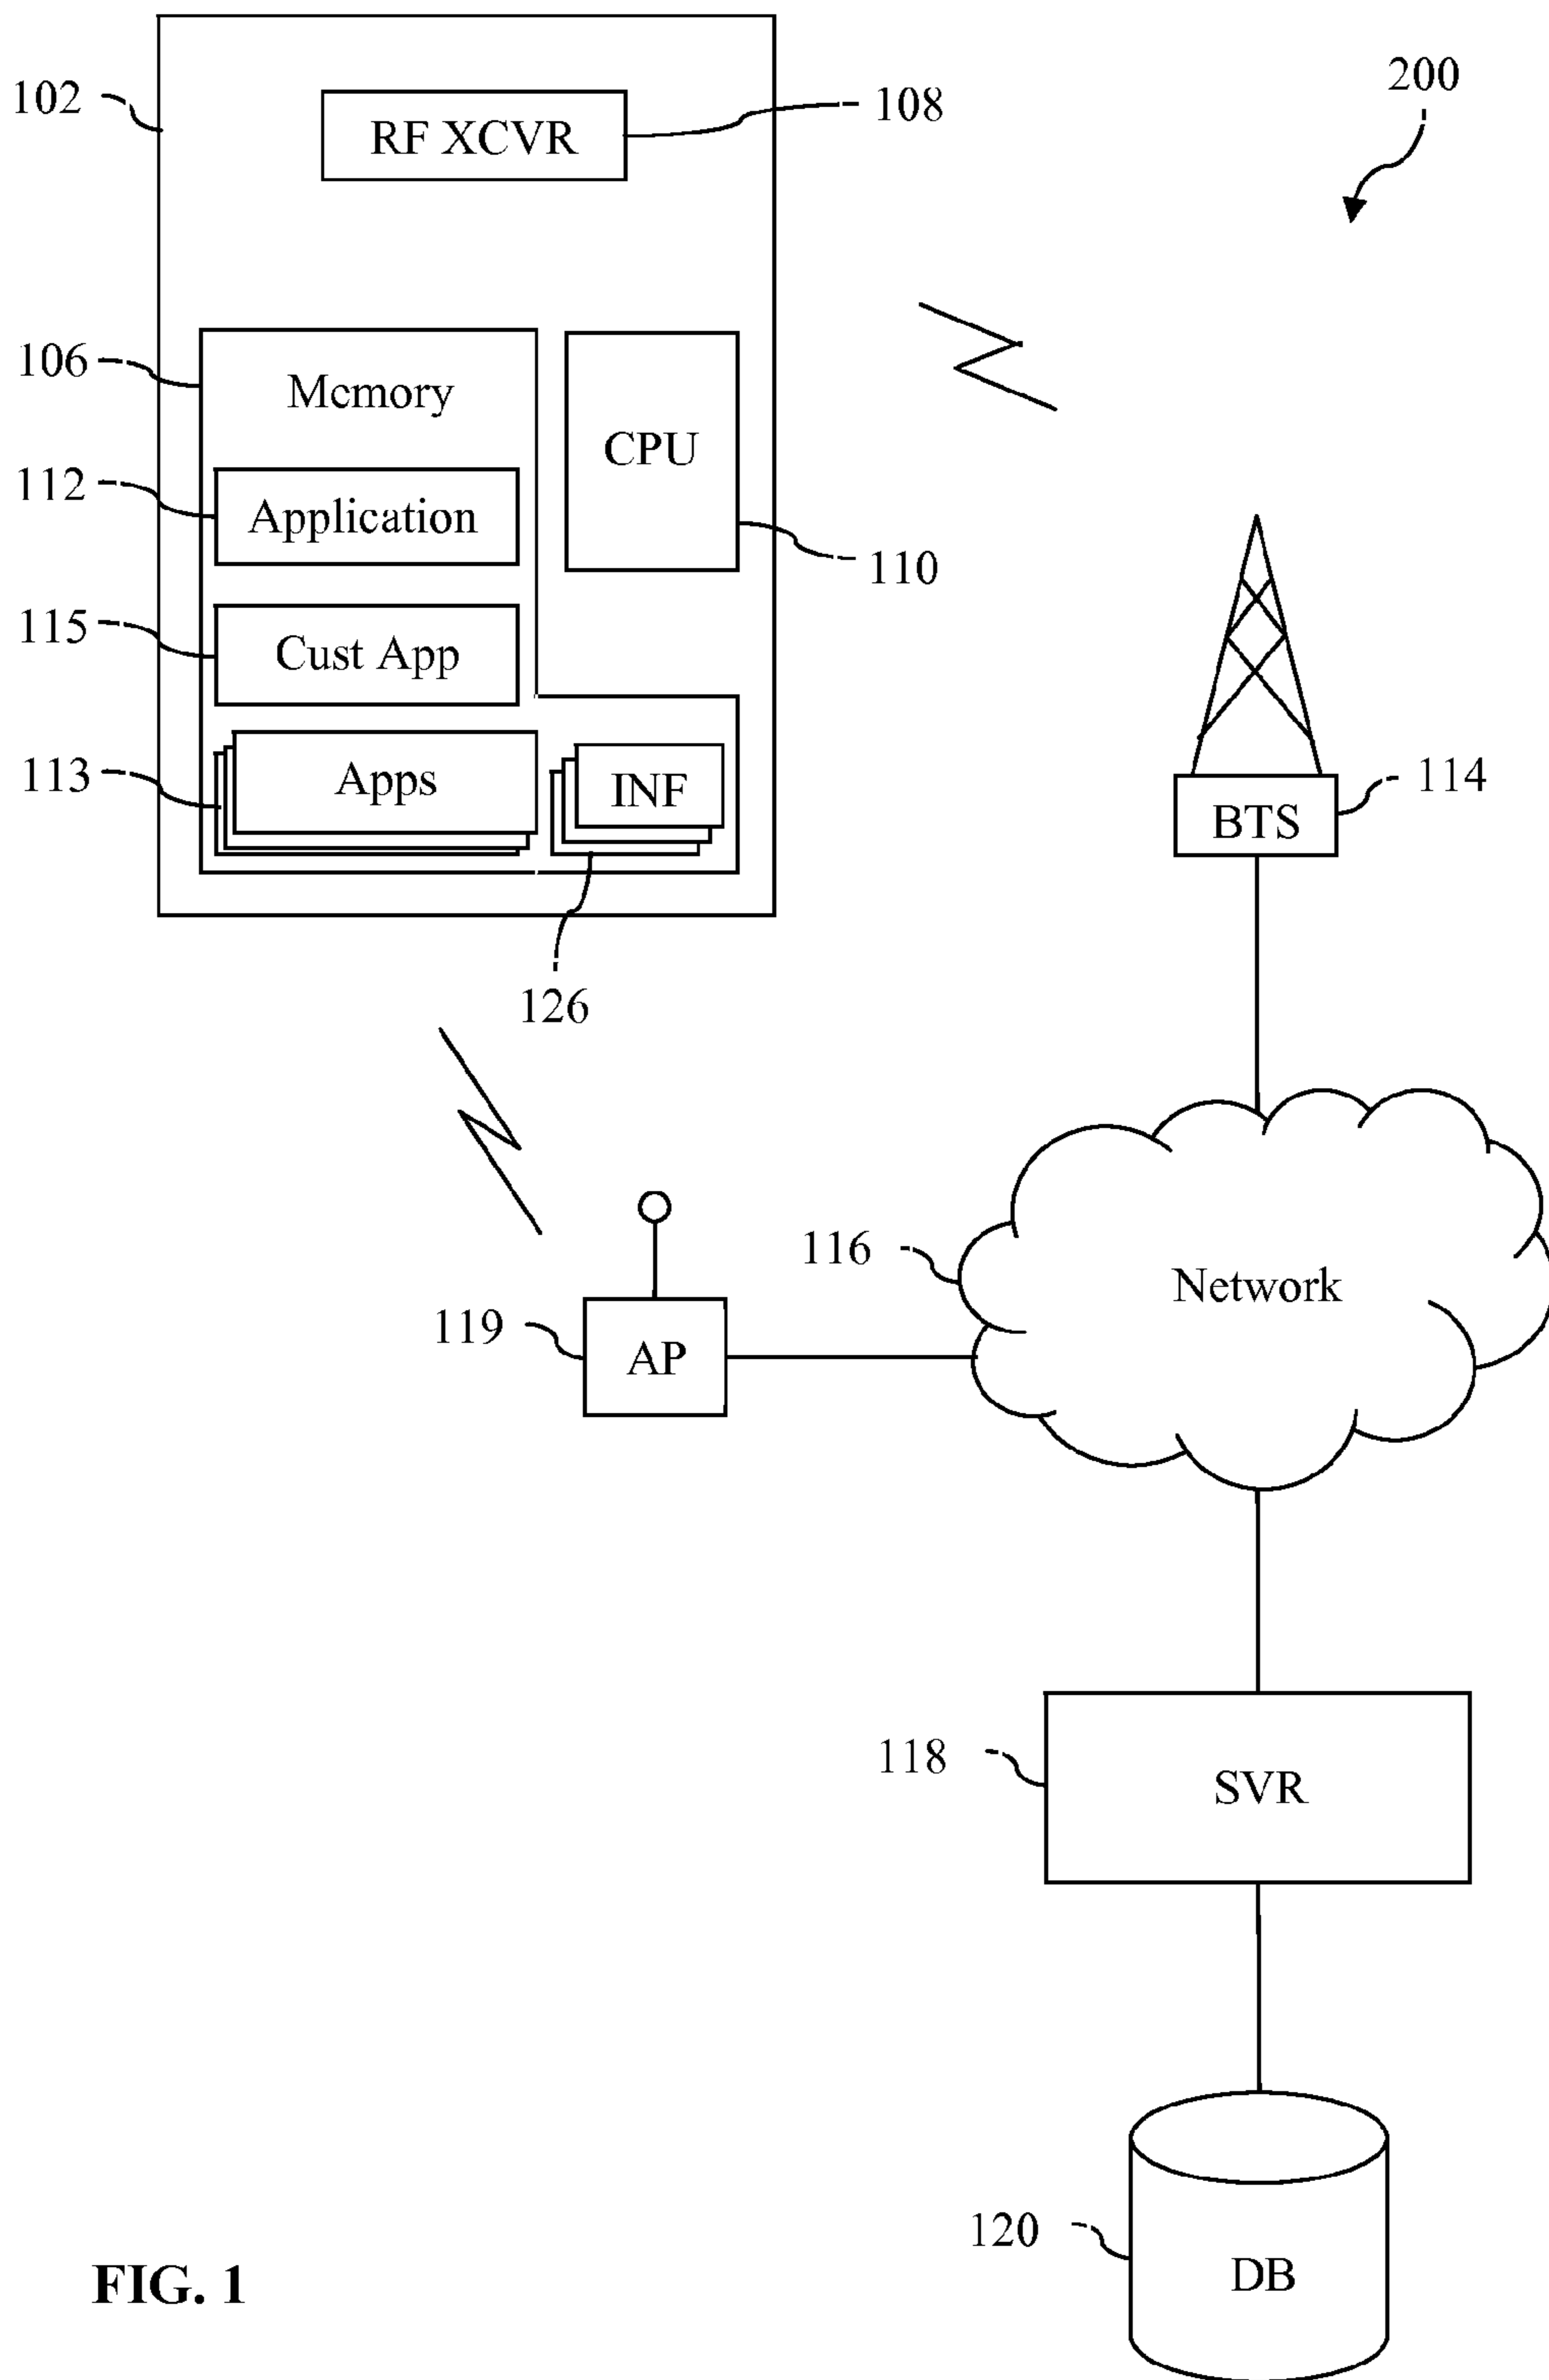 200
102
RF XCVR
108
106
Memory
CPU
112
Application
110
115
Cust App
113
Apps
INF
126
BTS
114
116
Network
119
AP
118
SVR
120
DB
FIG. 1